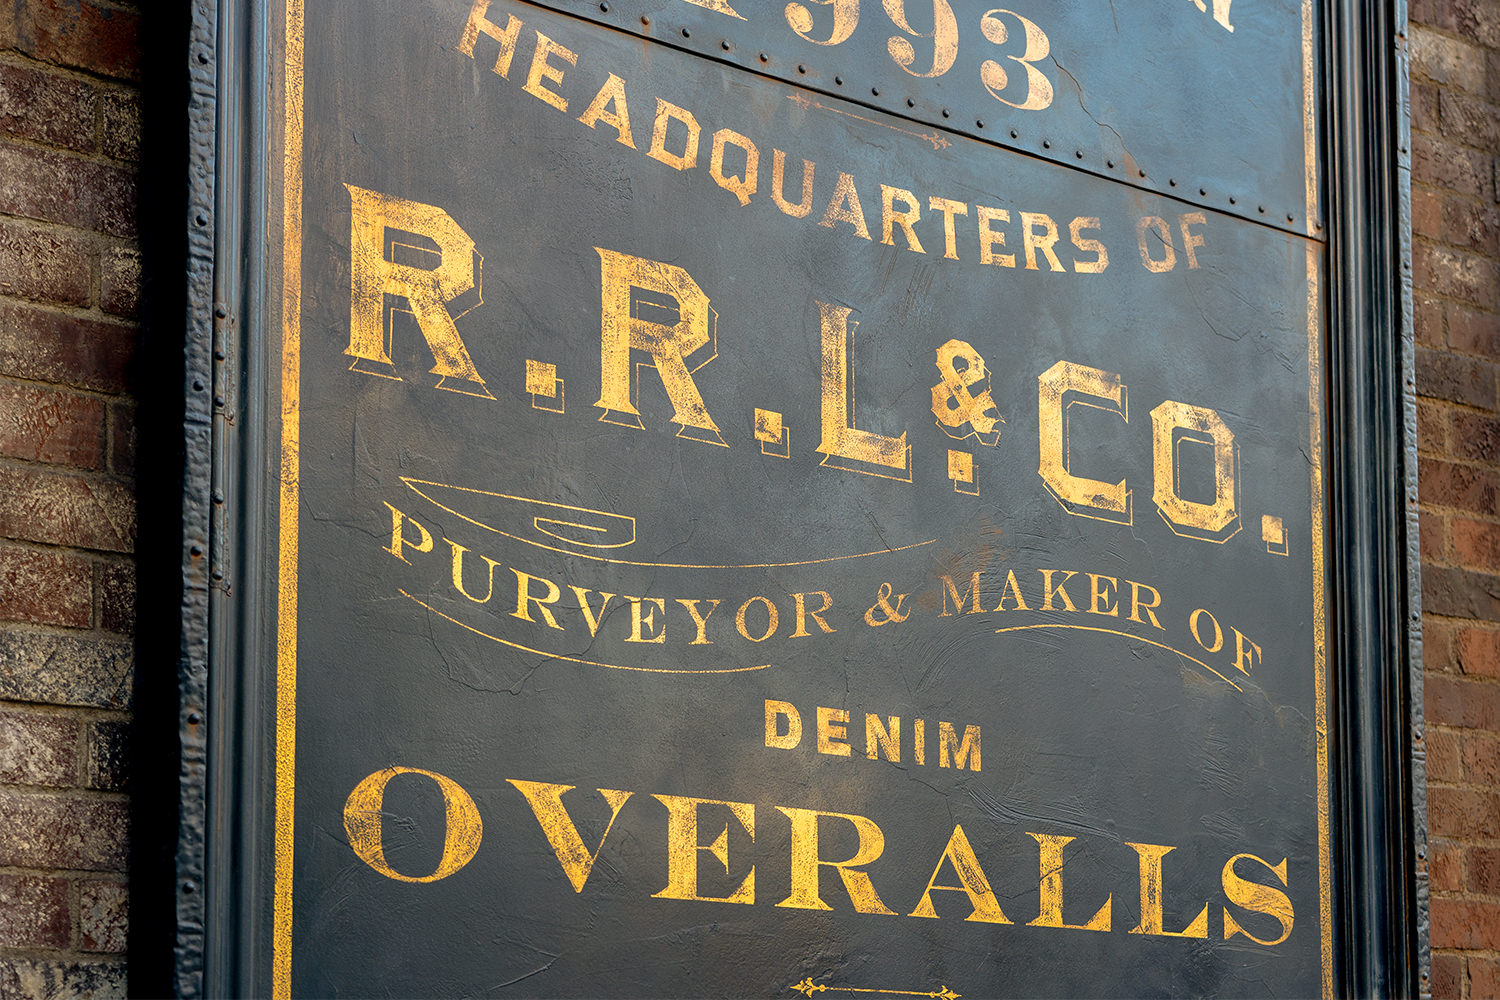 1993
HEADQUARTERS OF
R.R.L & CO.
PURVEYOR & MAKER OF
DENIM
OVERALLS